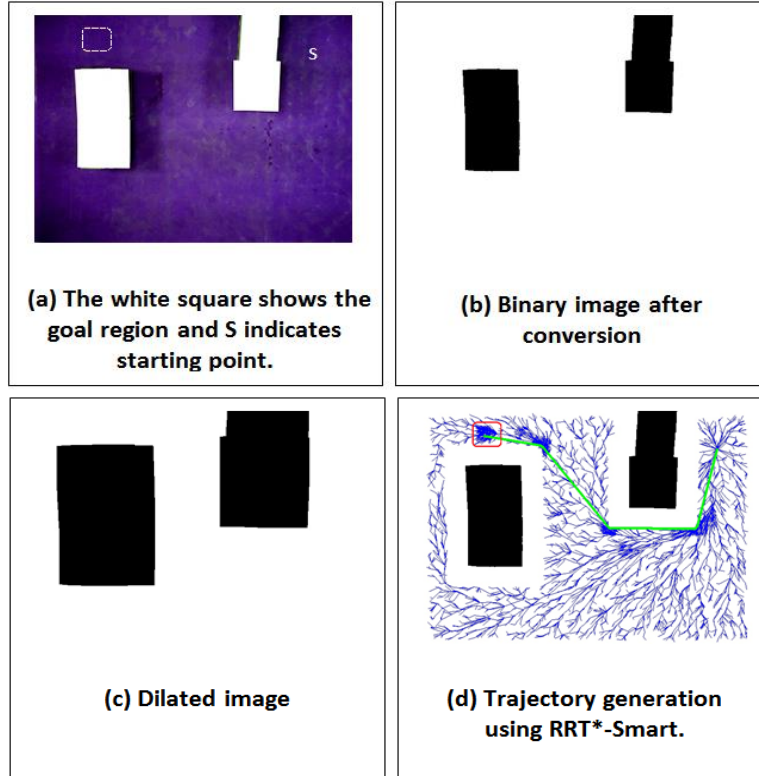 S
(a) The white square shows the
goal region and S indicates
starting point.
(b) Binary image after
conversion
(c) Dilated image
(d) Trajectory generation
using RRT*-Smart.